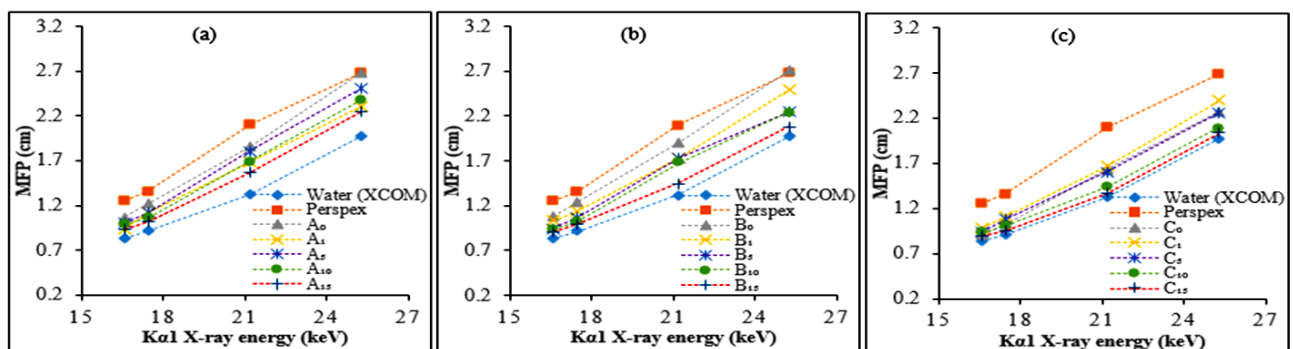 (a)
3.2
2.7
2.2
1.7
1.2
0.7
0.2
MFP (cm)
Water (XCOM)
Perspex
A₀
A₁
A₅
A₁₀
A₁₅
15 18 21 24 27
Kα1 X-ray energy (keV)
(b)
3.2
2.7
2.2
1.7
1.2
0.7
0.2
MFP (cm)
Water (XCOM)
Perspex
B₀
B₁
B₅
B₁₀
B₁₅
15 18 21 24 27
Kα1 X-ray energy (keV)
(c)
3.2
2.7
2.2
1.7
1.2
0.7
0.2
MFP (cm)
Water (XCOM)
Perspex
C₀
C₁
C₅
C₁₀
C₁₅
15 18 21 24 27
Kα1 X-ray energy (keV)